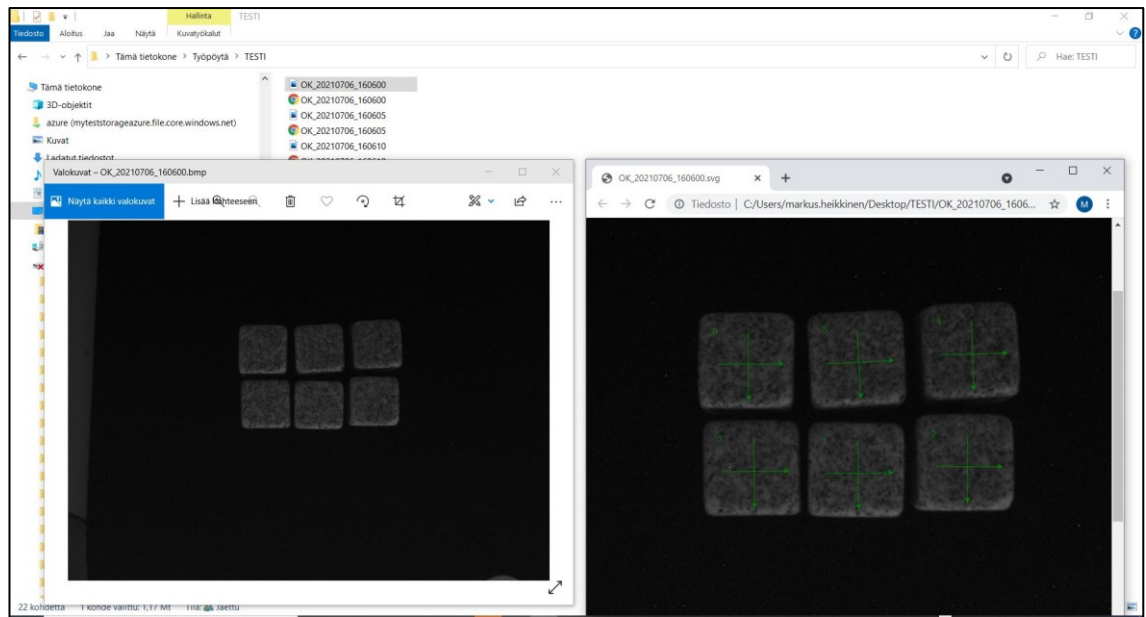 Hallinta TESTI
Tiedosto Aloitus Jaa Näytä Kuvatyökalut
Tämä tietokone > Työpöytä > TESTI
Hae: TESTI
Tämä tietokone
3D-objektit
azure (myteststorageazure.file.core.windows.net)
Kuvat
Ladatut tiedostot
OK_20210706_160600
OK_20210706_160600
OK_20210706_160605
OK_20210706_160605
OK_20210706_160610
Valokuvat – OK_20210706_160600.bmp
Näytä kaikki valokuvat + Lisää kohteeseen
OK_20210706_160600.svg
Tiedosto | C:/Users/markus.heikkinen/Desktop/TESTI/OK_20210706_1606...
M
22 kohdetta 1 kohde valittu: 1,17 Mt Tila: Jaettu